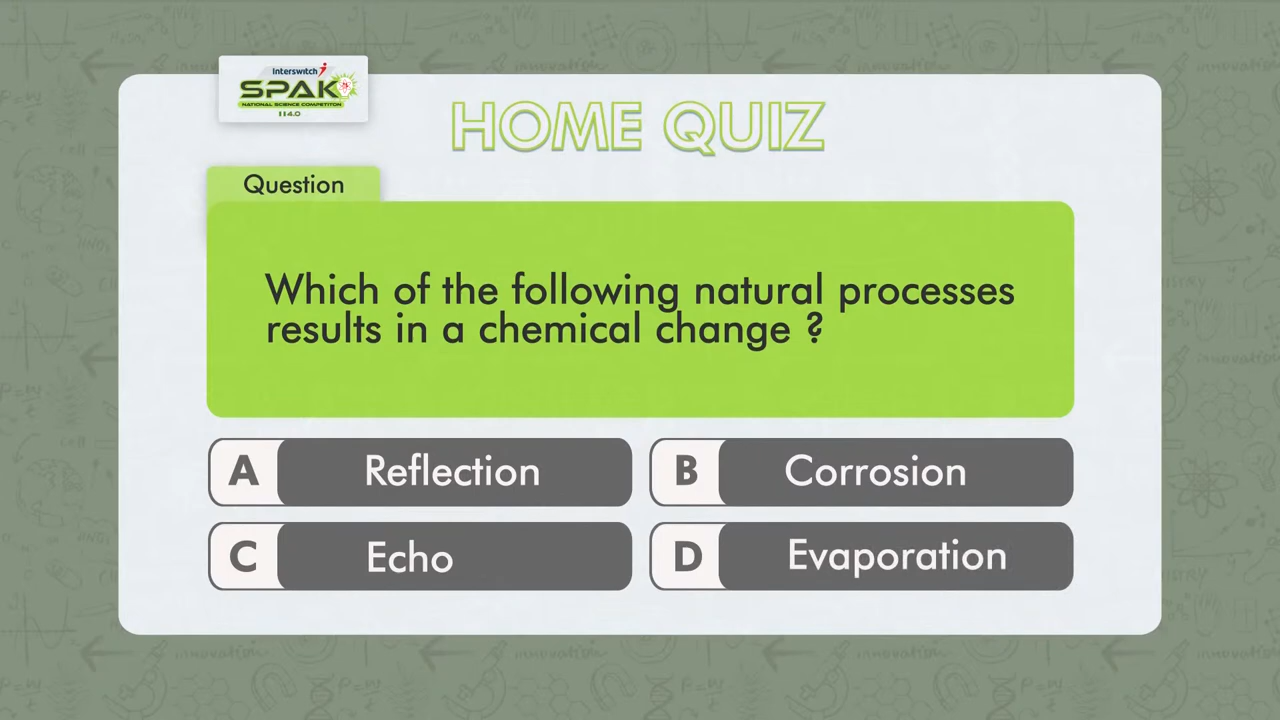 Interswitch
SPAK
NATIONAL SCIENCE COMPETITION
HOME QUIZ
Question
Which of the following natural processes
results in a chemical change ?
A Reflection
B Corrosion
C Echo
D Evaporation